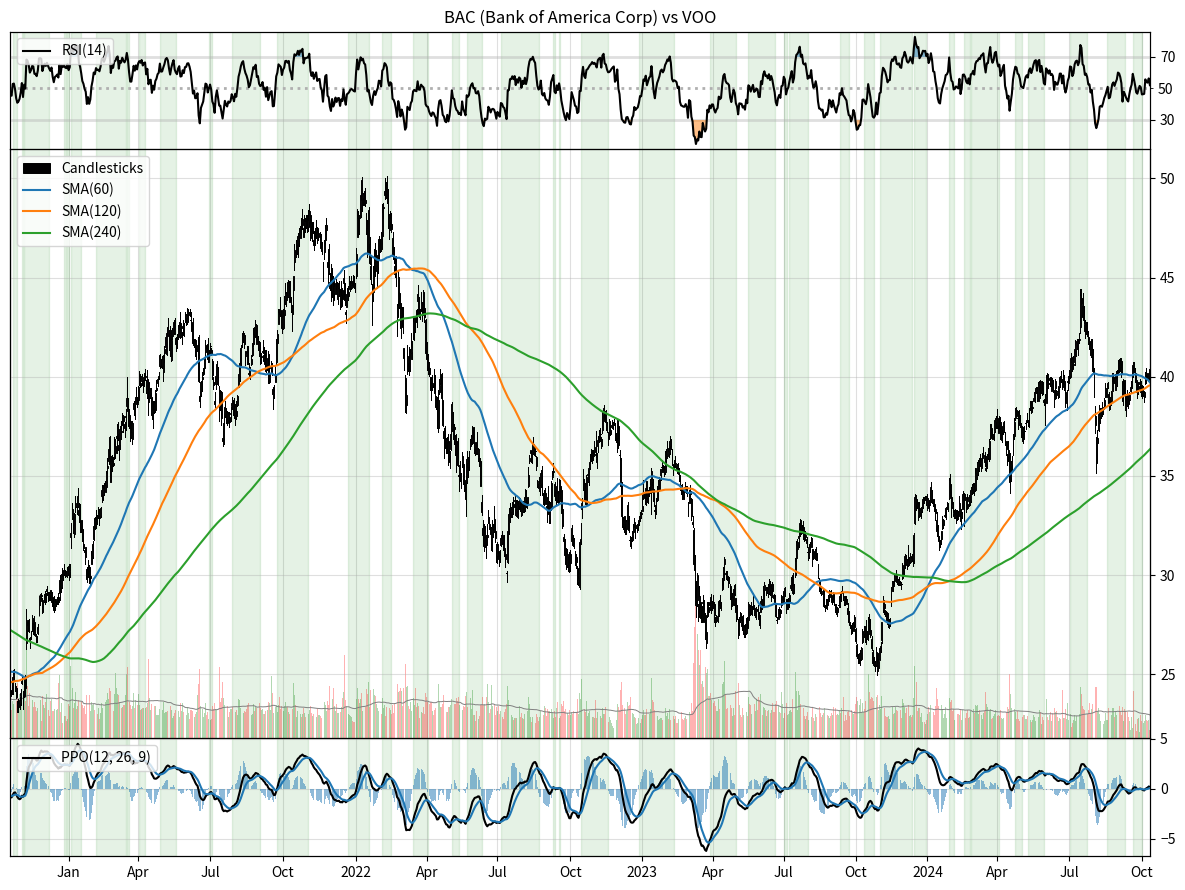 BAC (Bank of America Corp) vs VOO
RSI(14)
70
50
30
Candlesticks
SMA(60)
SMA(120)
SMA(240)
50
45
40
35
30
25
PPO(12, 26, 9)
5
0
−5
Jan Apr Jul Oct 2022 Apr Jul Oct 2023 Apr Jul Oct 2024 Apr Jul Oct